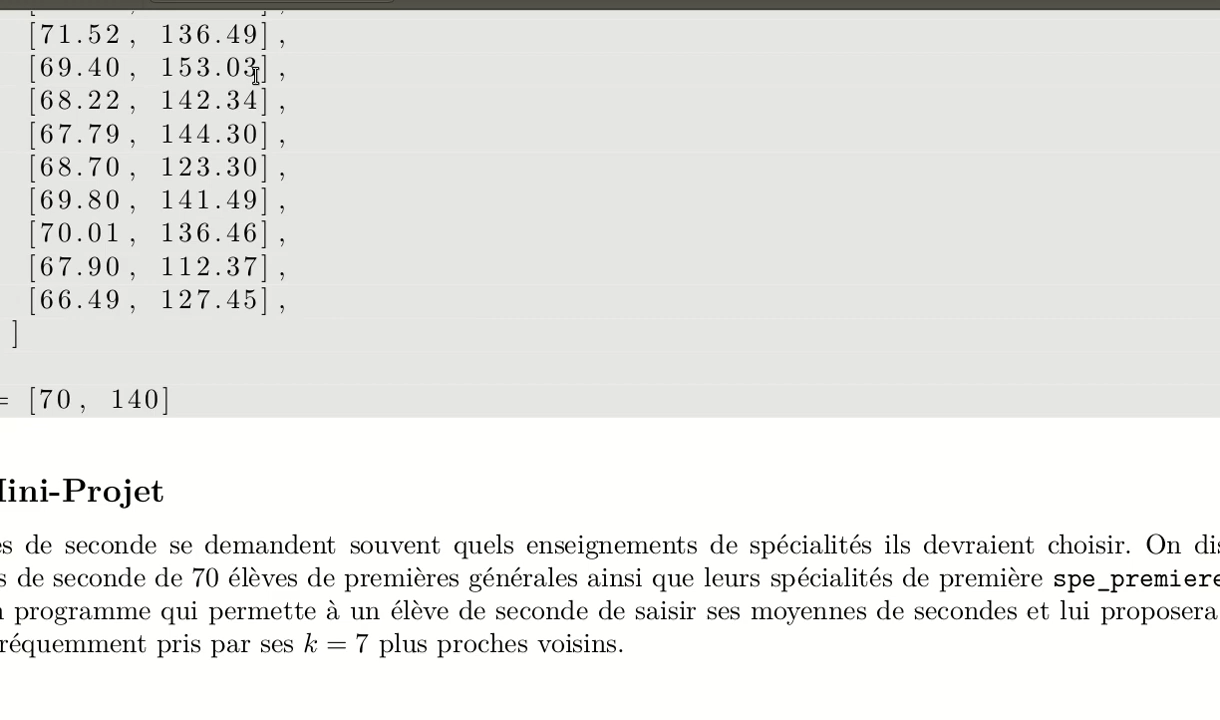 [71.52, 136.49],
[69.40, 153.03],
[68.22, 142.34],
[67.79, 144.30],
[68.70, 123.30],
[69.80, 141.49],
[70.01, 136.46],
[67.90, 112.37],
[66.49, 127.45],
]
= [70, 140]
Mini-Projet
es de seconde se demandent souvent quels enseignements de spécialités ils devraient choisir. On dis
s de seconde de 70 élèves de premières générales ainsi que leurs spécialités de première spe_premiere
n programme qui permette à un élève de seconde de saisir ses moyennes de secondes et lui proposera
réquemment pris par ses k = 7 plus proches voisins.